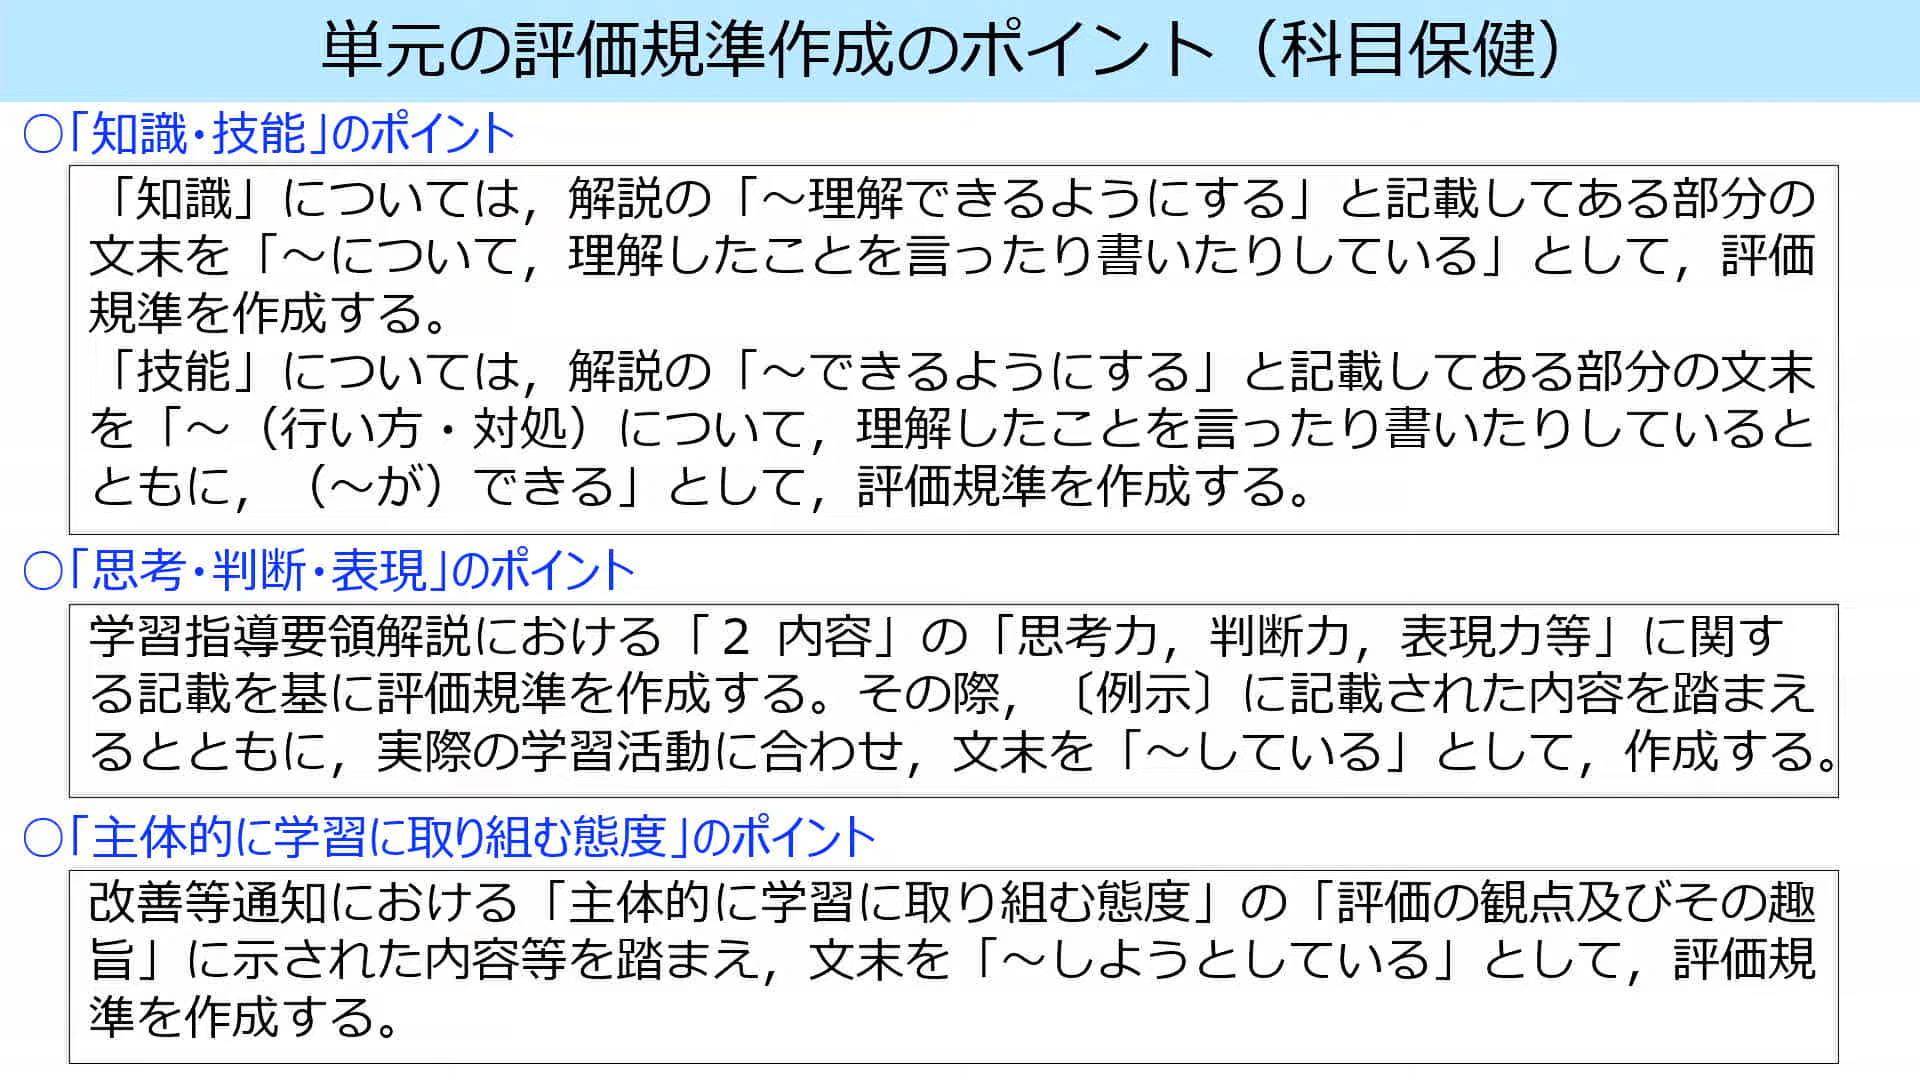 単元の評価規準作成のポイント（科目保健）
○「知識・技能」のポイント
「知識」については，解説の「～理解できるようにする」と記載してある部分の
文末を「～について，理解したことを言ったり書いたりしている」として，評価
規準を作成する。
「技能」については，解説の「～できるようにする」と記載してある部分の文末
を「～（行い方・対処）について，理解したことを言ったり書いたりしていると
ともに，（～が）できる」として，評価規準を作成する。
○「思考・判断・表現」のポイント
学習指導要領解説における「２ 内容」の「思考力，判断力，表現力等」に関す
る記載を基に評価規準を作成する。その際，〔例示〕に記載された内容を踏まえ
るとともに，実際の学習活動に合わせ，文末を「～している」として，作成する。
○「主体的に学習に取り組む態度」のポイント
改善等通知における「主体的に学習に取り組む態度」の「評価の観点及びその趣
旨」に示された内容等を踏まえ，文末を「～しようとしている」として，評価規
準を作成する。